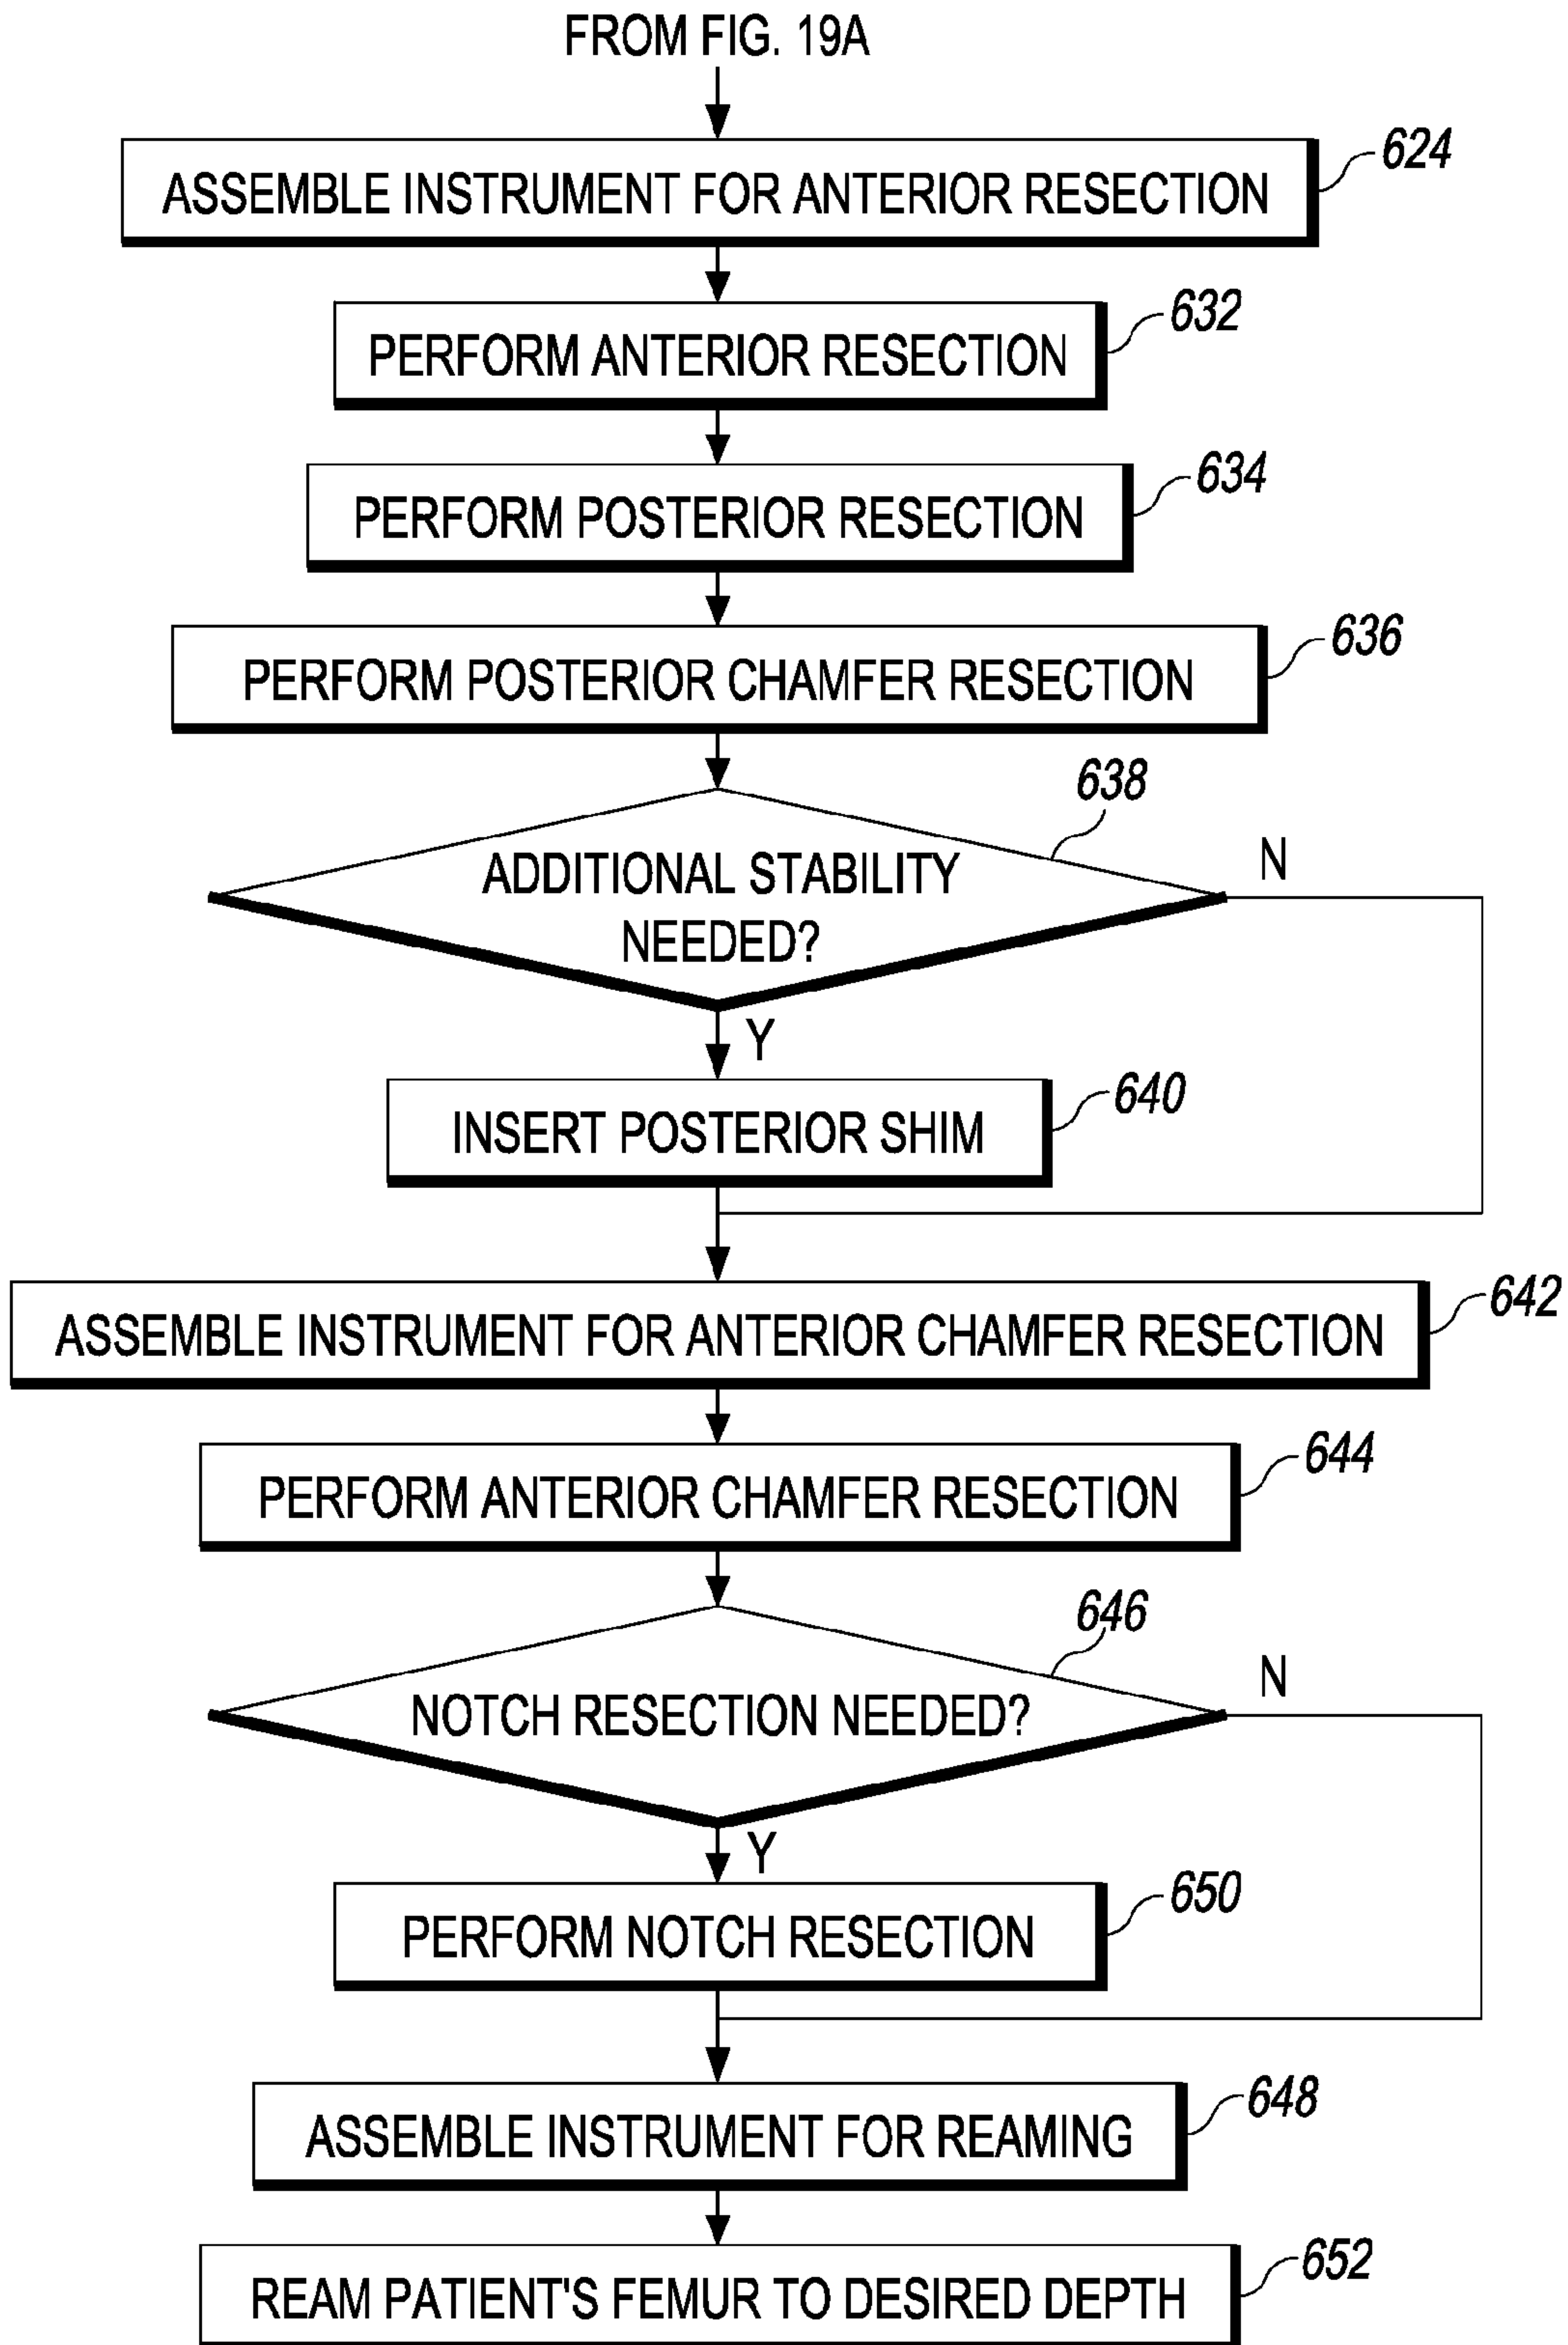 FROM FIG. 19A
624
ASSEMBLE INSTRUMENT FOR ANTERIOR RESECTION
632
PERFORM ANTERIOR RESECTION
634
PERFORM POSTERIOR RESECTION
636
PERFORM POSTERIOR CHAMFER RESECTION
638
N
ADDITIONAL STABILITY
NEEDED?
Y
640
INSERT POSTERIOR SHIM
642
ASSEMBLE INSTRUMENT FOR ANTERIOR CHAMFER RESECTION
644
PERFORM ANTERIOR CHAMFER RESECTION
646
N
NOTCH RESECTION NEEDED?
Y
650
PERFORM NOTCH RESECTION
648
ASSEMBLE INSTRUMENT FOR REAMING
652
REAM PATIENT'S FEMUR TO DESIRED DEPTH